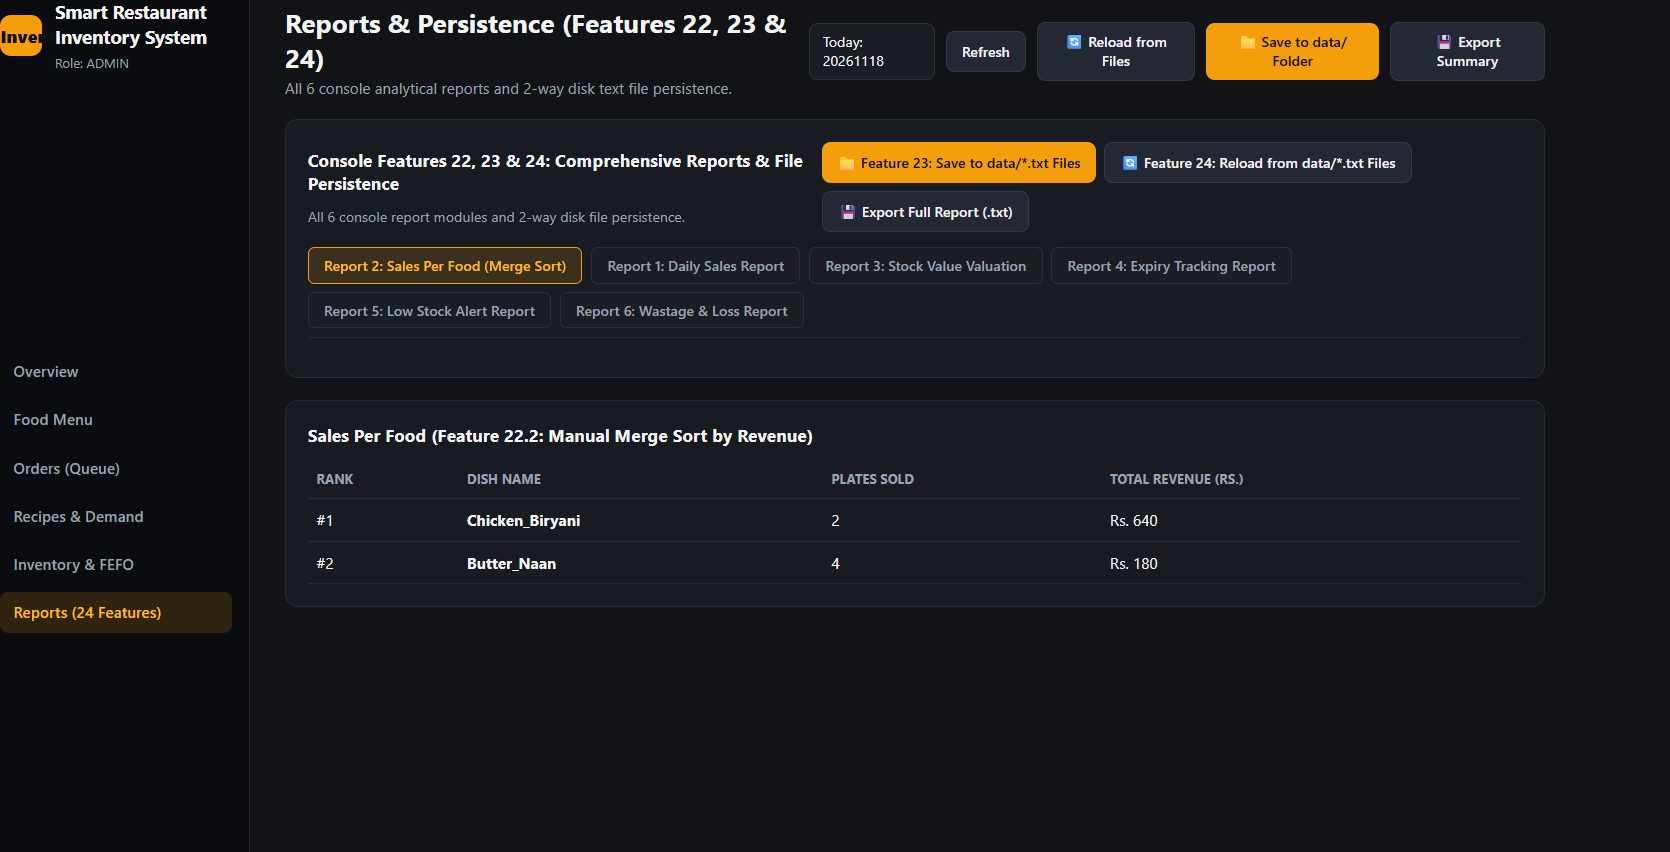 Smart Restaurant
Inventory System
Inver
Role: ADMIN
Overview
Food Menu
Orders (Queue)
Recipes & Demand
Inventory & FEFO
Reports (24 Features)
Reports & Persistence (Features 22, 23 &
24)
All 6 console analytical reports and 2-way disk text file persistence.
Today:
20261118
Refresh
Reload from
Files
Save to data/
Folder
Export
Summary
Console Features 22, 23 & 24: Comprehensive Reports & File
Persistence
All 6 console report modules and 2-way disk file persistence.
Feature 23: Save to data/*.txt Files
Feature 24: Reload from data/*.txt Files
Export Full Report (.txt)
Report 2: Sales Per Food (Merge Sort)
Report 1: Daily Sales Report
Report 3: Stock Value Valuation
Report 4: Expiry Tracking Report
Report 5: Low Stock Alert Report
Report 6: Wastage & Loss Report
Sales Per Food (Feature 22.2: Manual Merge Sort by Revenue)
RANK DISH NAME PLATES SOLD TOTAL REVENUE (RS.)
#1 Chicken_Biryani 2 Rs. 640
#2 Butter_Naan 4 Rs. 180